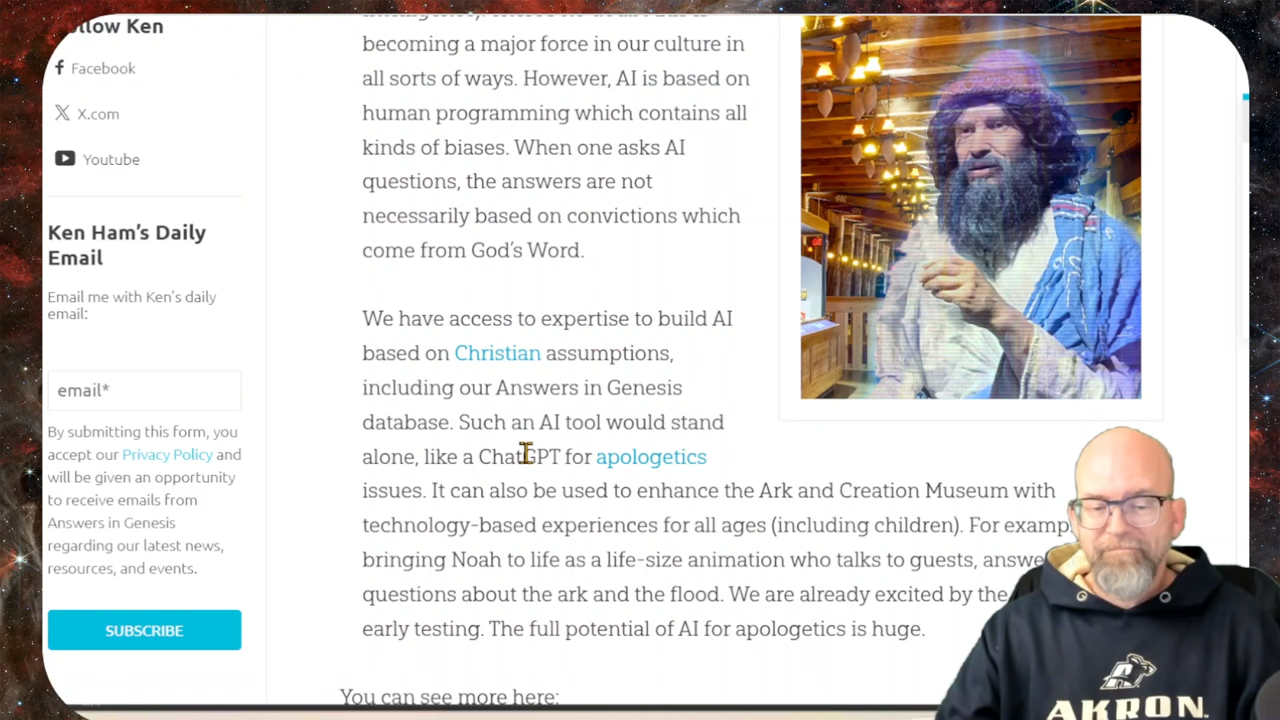 Follow Ken
Facebook
X.com
Youtube
Ken Ham's Daily
Email
Email me with Ken's daily
email:
email*
By submitting this form, you
accept our Privacy Policy and
will be given an opportunity
to receive emails from
Answers in Genesis
regarding our latest news,
resources, and events.
SUBSCRIBE
becoming a major force in our culture in
all sorts of ways. However, AI is based on
human programming which contains all
kinds of biases. When one asks AI
questions, the answers are not
necessarily based on convictions which
come from God's Word.
We have access to expertise to build AI
based on Christian assumptions,
including our Answers in Genesis
database. Such an AI tool would stand
alone, like a ChatGPT for apologetics
issues. It can also be used to enhance the Ark and Creation Museum with
technology-based experiences for all ages (including children). For examp
bringing Noah to life as a life-size animation who talks to guests, answe
questions about the ark and the flood. We are already excited by the
early testing. The full potential of AI for apologetics is huge.
You can see more here:
AKRON